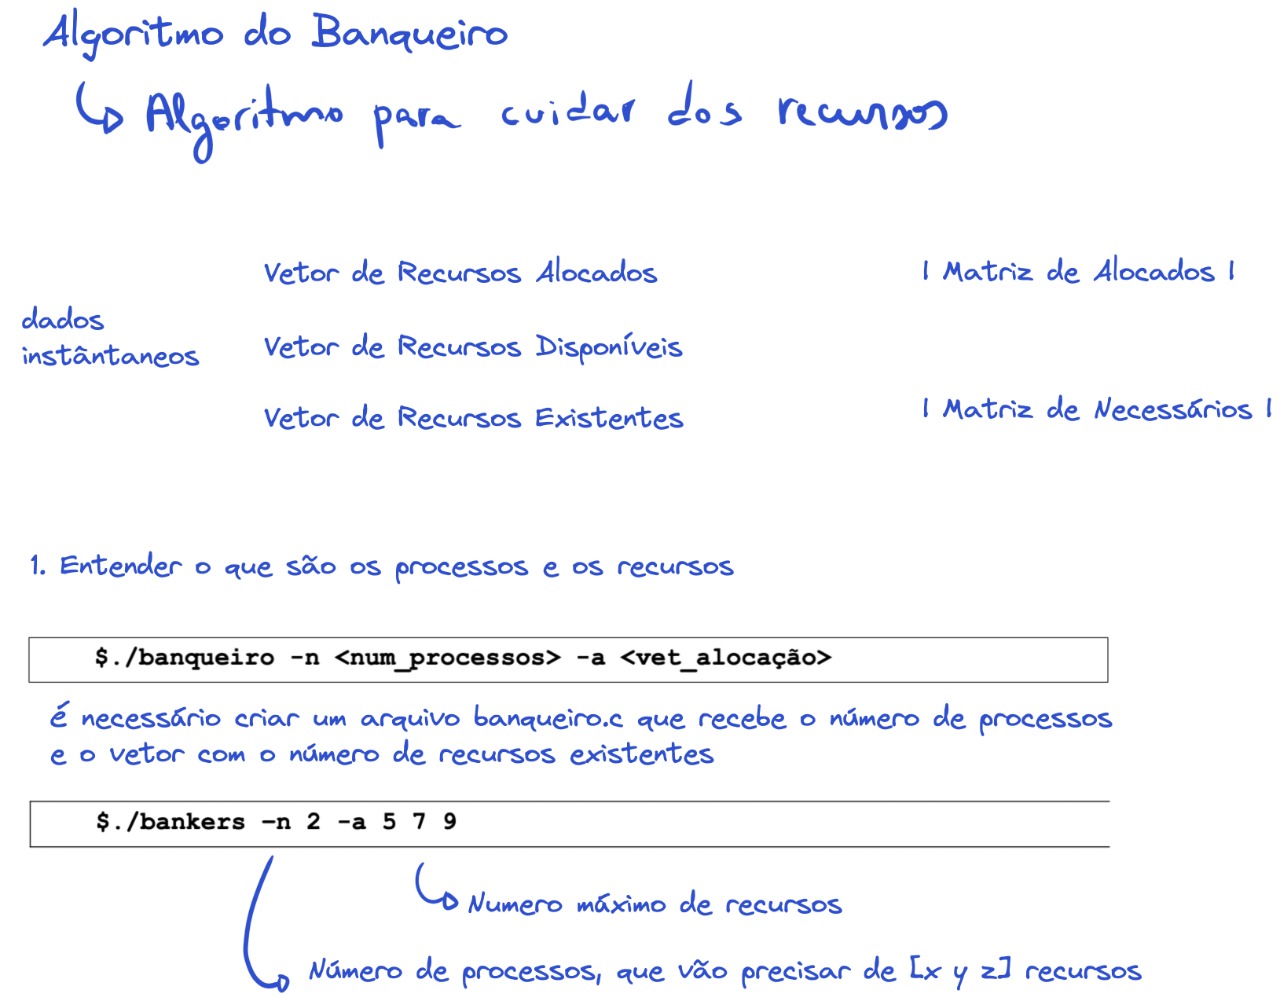 Algoritmo do Banqueiro
Algoritmo para cuidar dos recursos
Vetor de Recursos Alocados
| Matriz de Alocados |
dados
instântaneos
Vetor de Recursos Disponíveis
Vetor de Recursos Existentes
| Matriz de Necessários |
1. Entender o que são os processos e os recursos
$./banqueiro -n <num_processos> -a <vet_alocação>
é necessário criar um arquivo banqueiro.c que recebe o número de processos
e o vetor com o número de recursos existentes
$./bankers –n 2 -a 5 7 9
Numero máximo de recursos
Número de processos, que vão precisar de [x y z] recursos